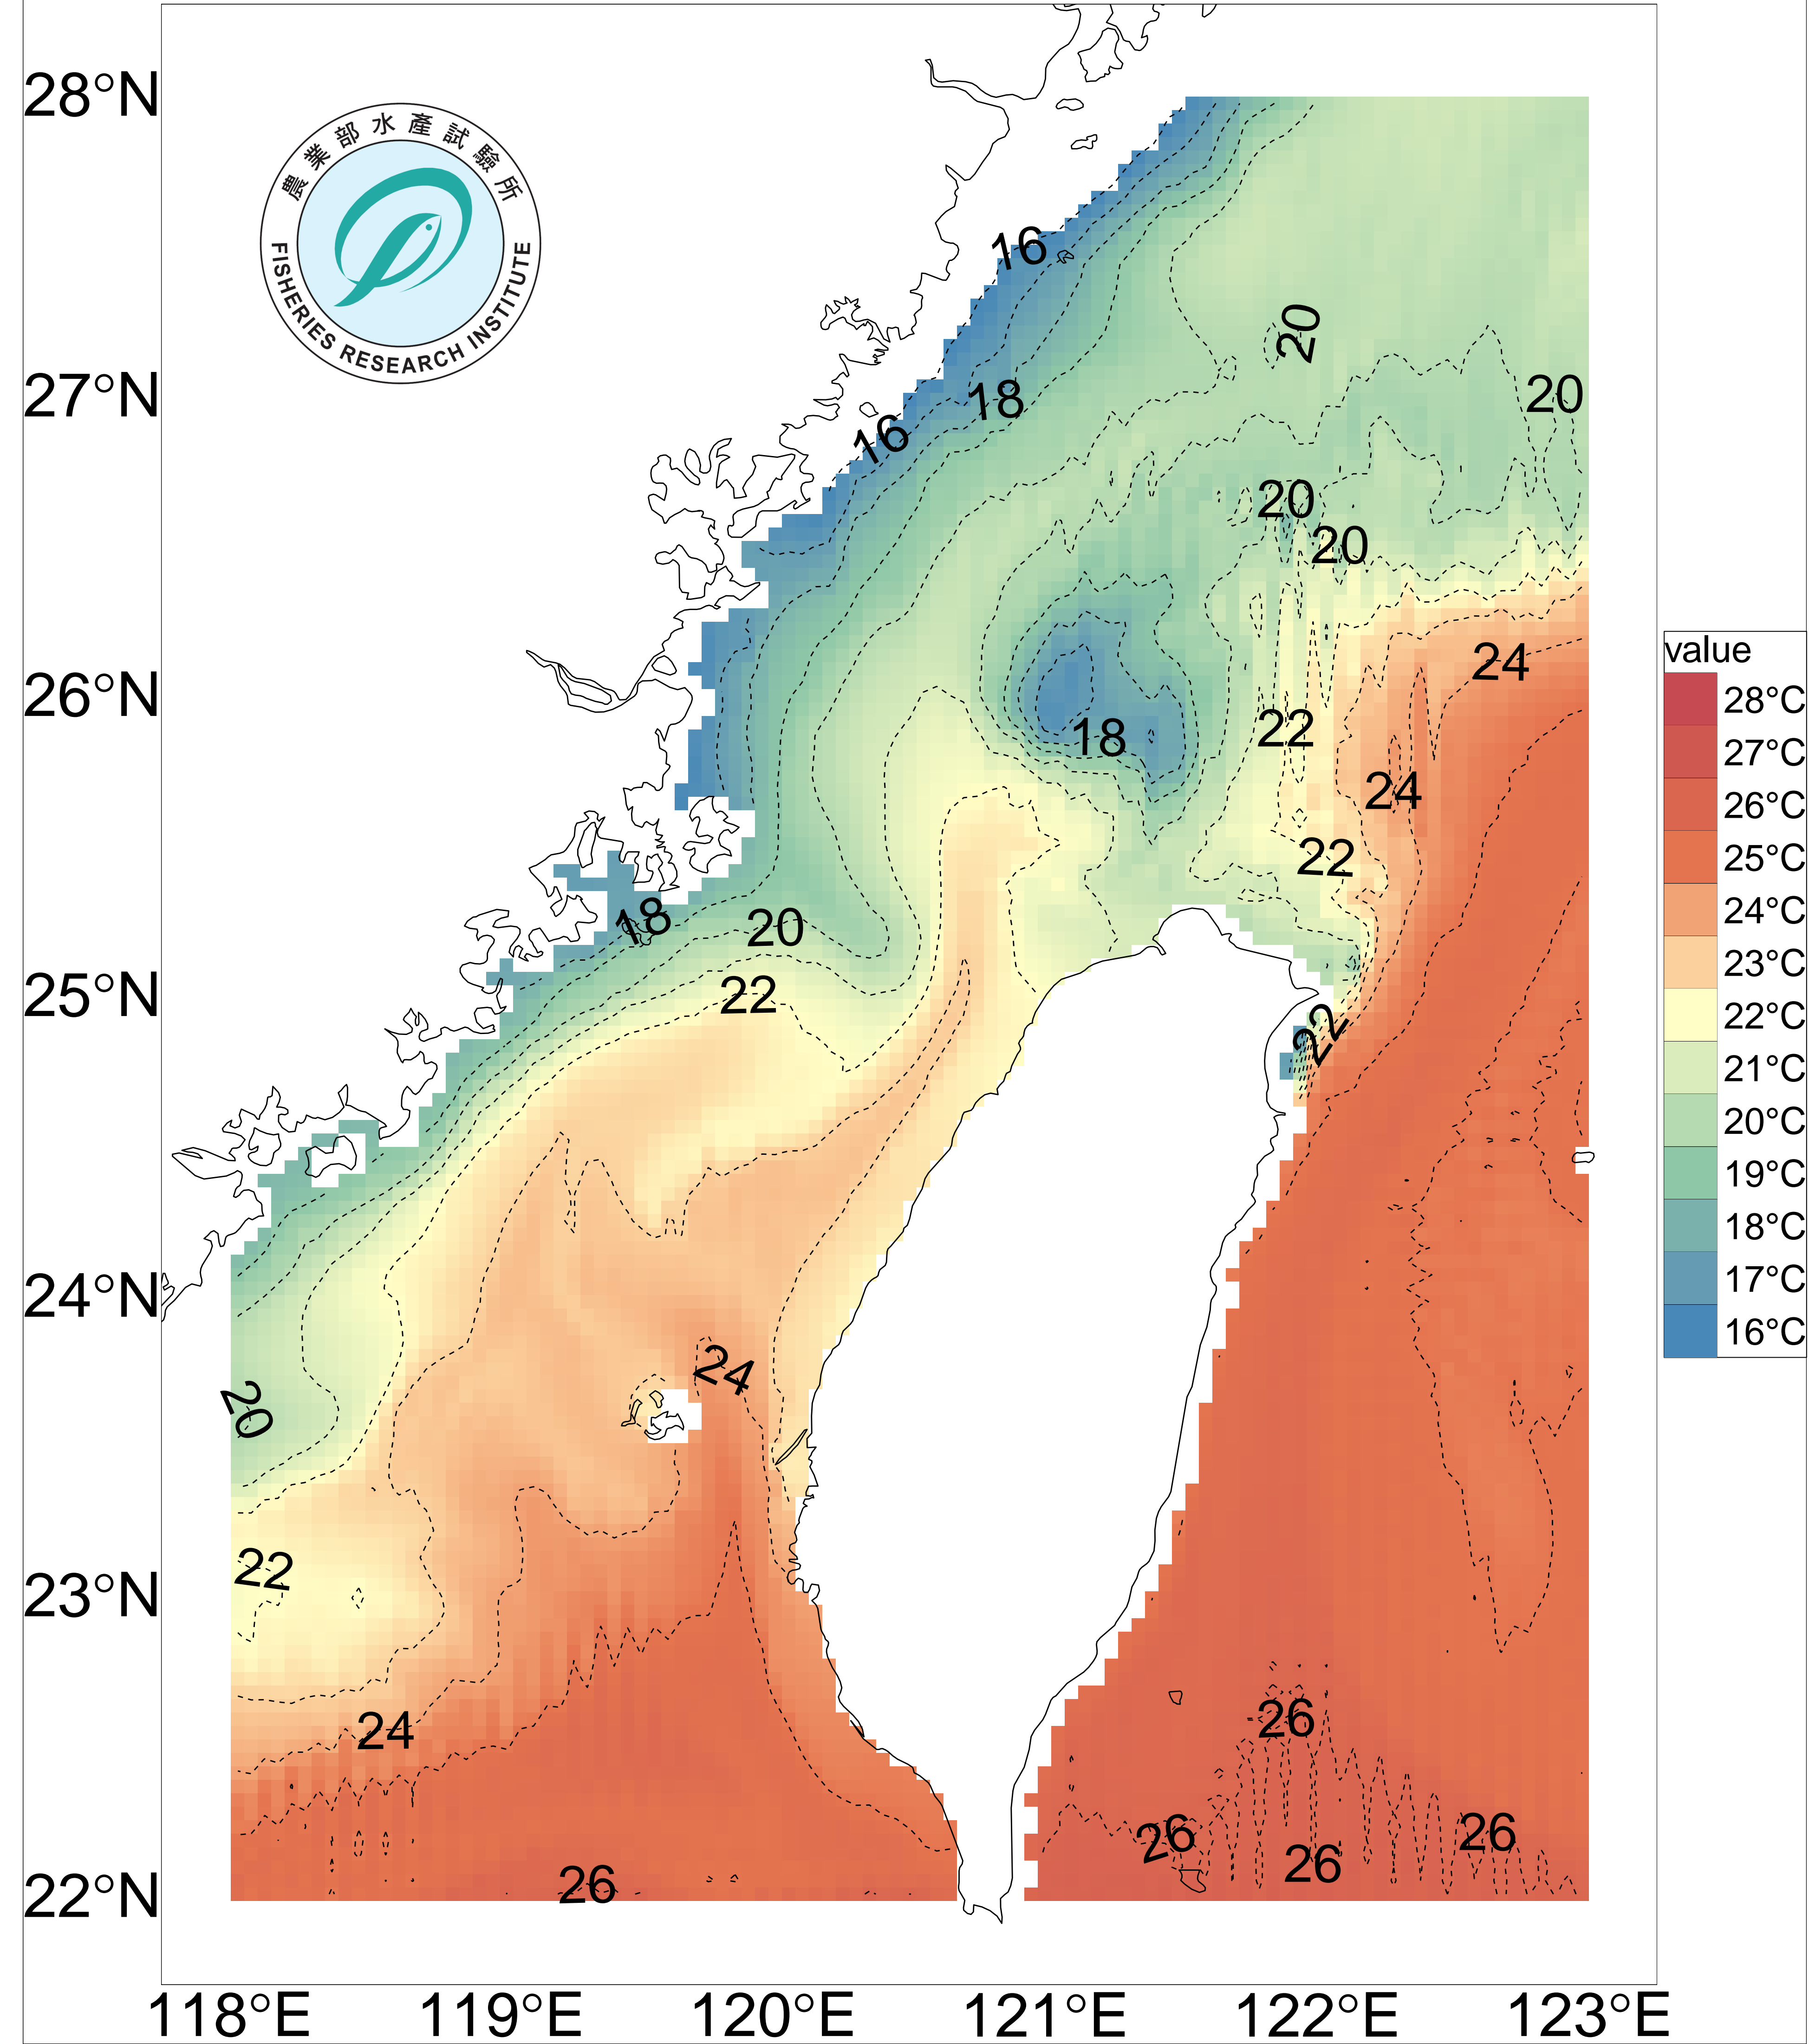 28°N
27°N
26°N
25°N
24°N
23°N
22°N
農業部水產試驗所
FISHERIES RESEARCH INSTITUTE
16
20
18
20
16
20
20
24
18
22
24
22
18
20
22
22
24
20
22
24
26
26
26
26
26
value
28°C
27°C
26°C
25°C
24°C
23°C
22°C
21°C
20°C
19°C
18°C
17°C
16°C
118°E
119°E
120°E
121°E
122°E
123°E